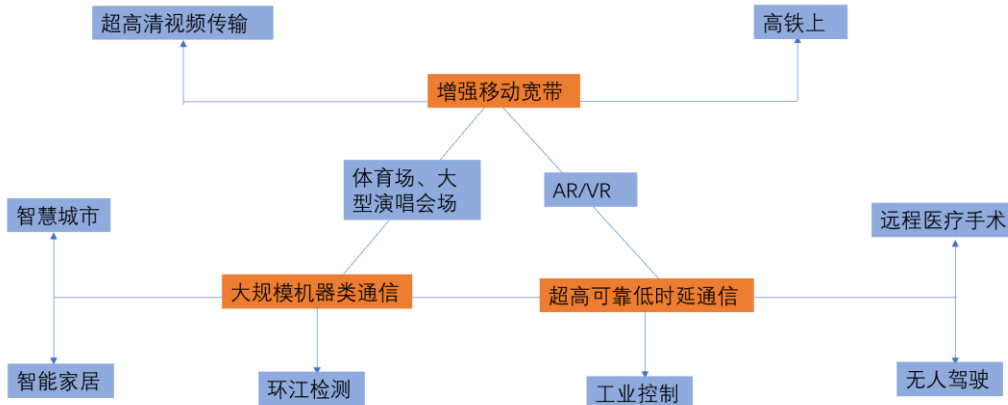 超高清视频传输
高铁上
增强移动宽带
体育场、大
型演唱会场
AR/VR
智慧城市
远程医疗手术
大规模机器类通信
超高可靠低时延通信
智能家居
环江检测
工业控制
无人驾驶